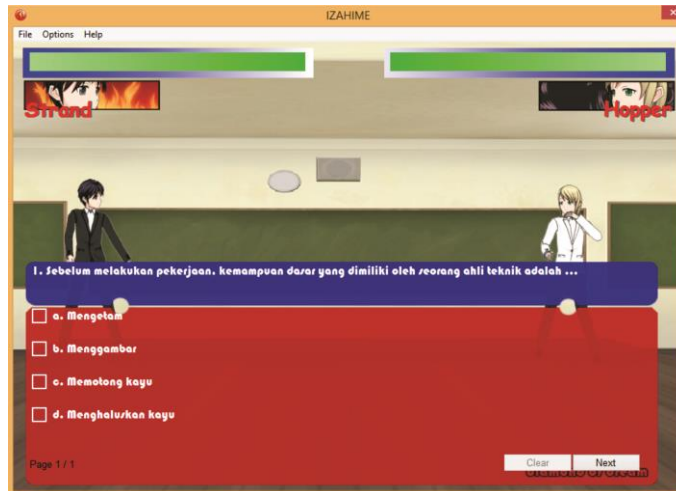 IZAHIME
File Options Help
Strand
Hopper
1. Sebelum melakukan pekerjaan, kemampuan dasar yang dimiliki oleh seorang ahli teknik adalah ...
a. Mengetam
b. Menggambar
c. Memotong kayu
d. Menghaluskan kayu
Page 1 / 1
Clear Next